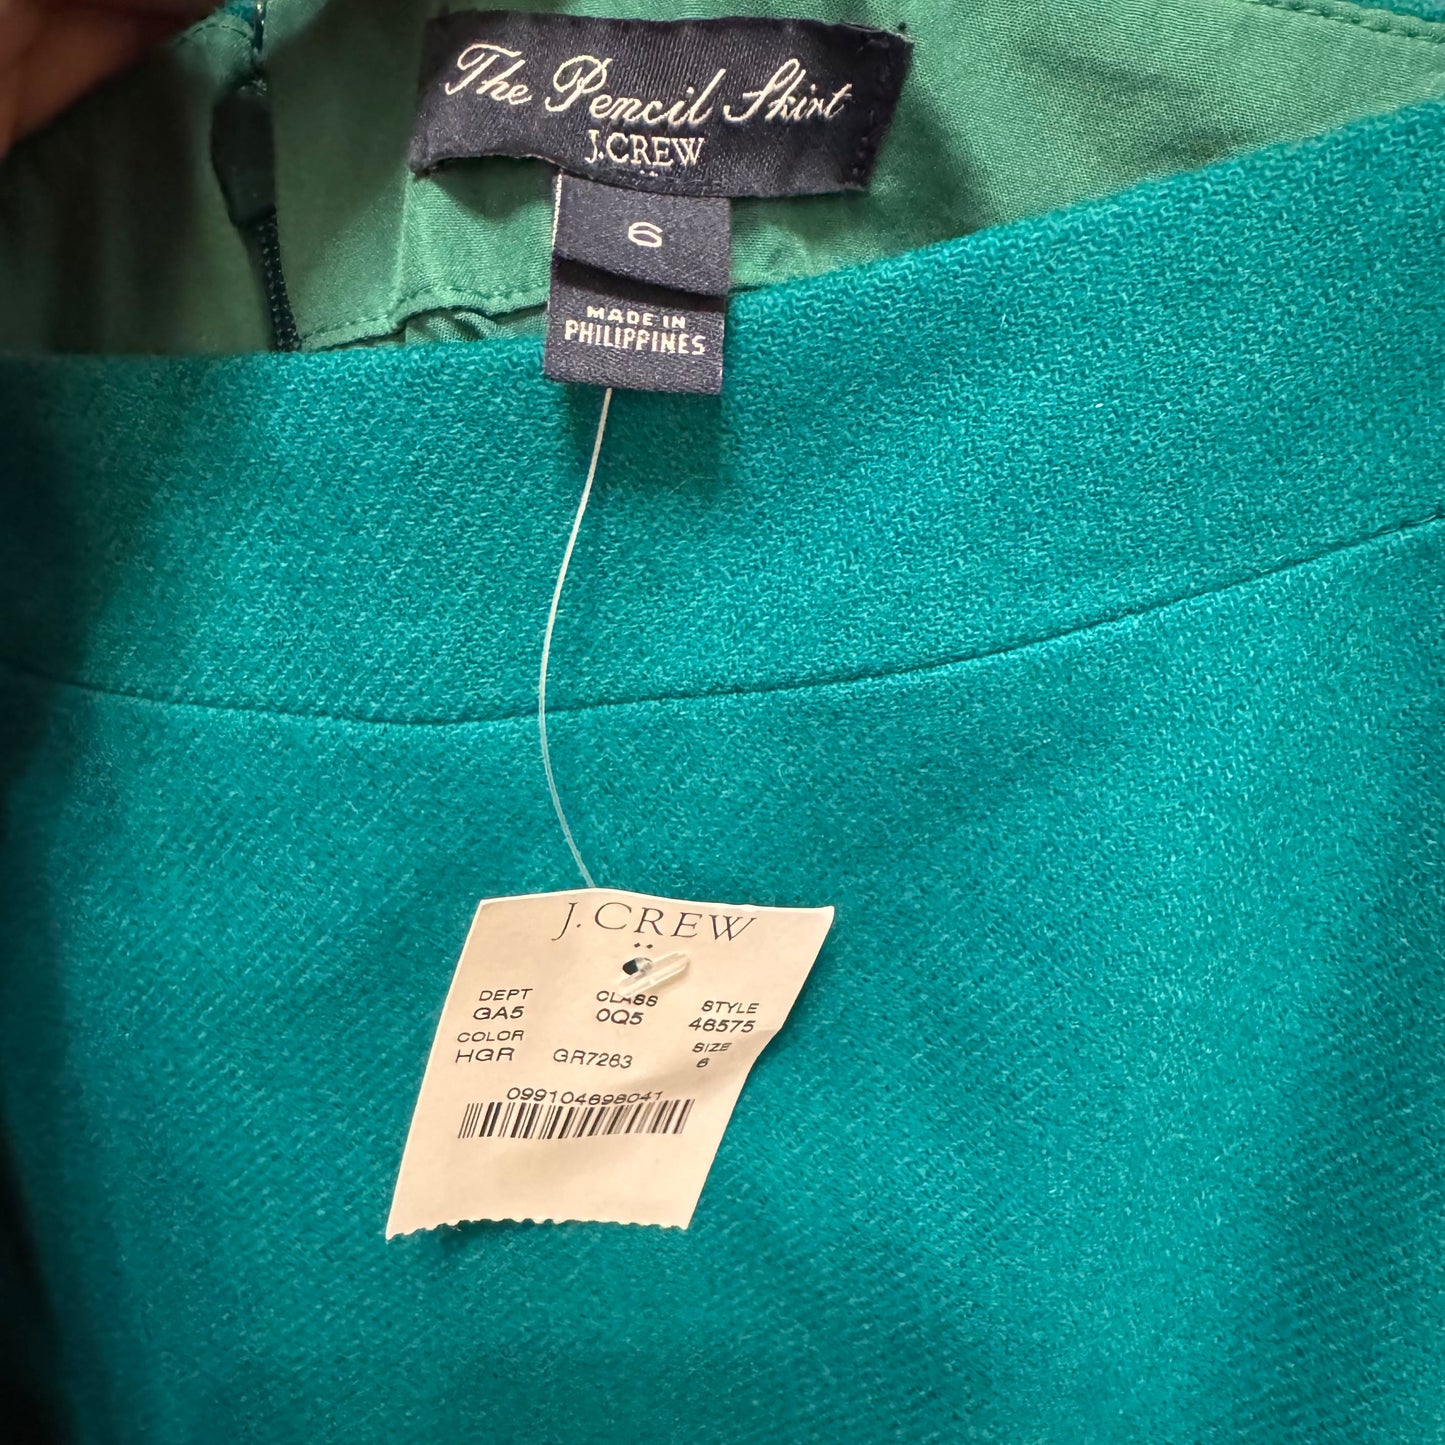 The Pencil Skirt
J.CREW
6
MADE IN
PHILIPPINES
J.CREW
DEPT CLASS STYLE
GA5 0Q5 46575
COLOR SIZE
HGR GR7263 6
099104698041